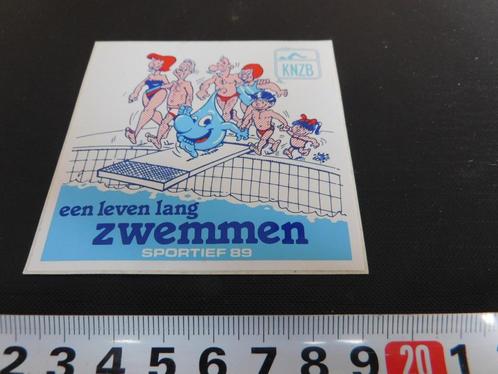 KNZB
een leven lang
zwemmen
SPORTIEF 89
2 3 4 5 6 7 8 9 20 1